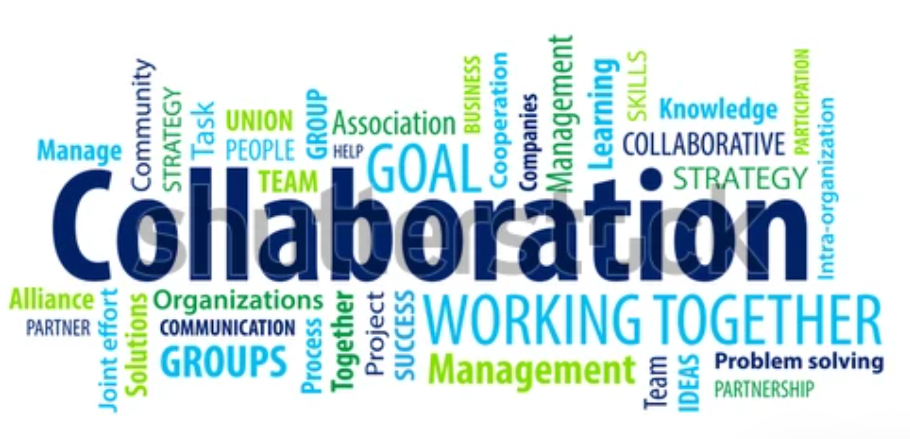 Manage
Community
STRATEGY
Task
UNION
PEOPLE
GROUP
TEAM
Association
HELP
GOAL
BUSINESS
Cooperation
Companies
Management
Learning
SKILLS
Knowledge
COLLABORATIVE
STRATEGY
PARTICIPATION
Intra-organization
Collaboration
shutterstock
Alliance
PARTNER
Joint effort
Solutions
Organizations
COMMUNICATION
GROUPS
Process
Together
Project
SUCCESS
WORKING TOGETHER
Management
Team
IDEAS
Problem solving
PARTNERSHIP